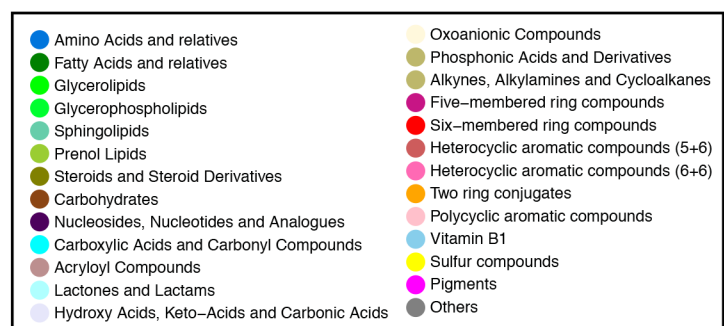 Amino Acids and relatives
Fatty Acids and relatives
Glycerolipids
Glycerophospholipids
Sphingolipids
Prenol Lipids
Steroids and Steroid Derivatives
Carbohydrates
Nucleosides, Nucleotides and Analogues
Carboxylic Acids and Carbonyl Compounds
Acryloyl Compounds
Lactones and Lactams
Hydroxy Acids, Keto−Acids and Carbonic Acids
Oxoanionic Compounds
Phosphonic Acids and Derivatives
Alkynes, Alkylamines and Cycloalkanes
Five−membered ring compounds
Six−membered ring compounds
Heterocyclic aromatic compounds (5+6)
Heterocyclic aromatic compounds (6+6)
Two ring conjugates
Polycyclic aromatic compounds
Vitamin B1
Sulfur compounds
Pigments
Others